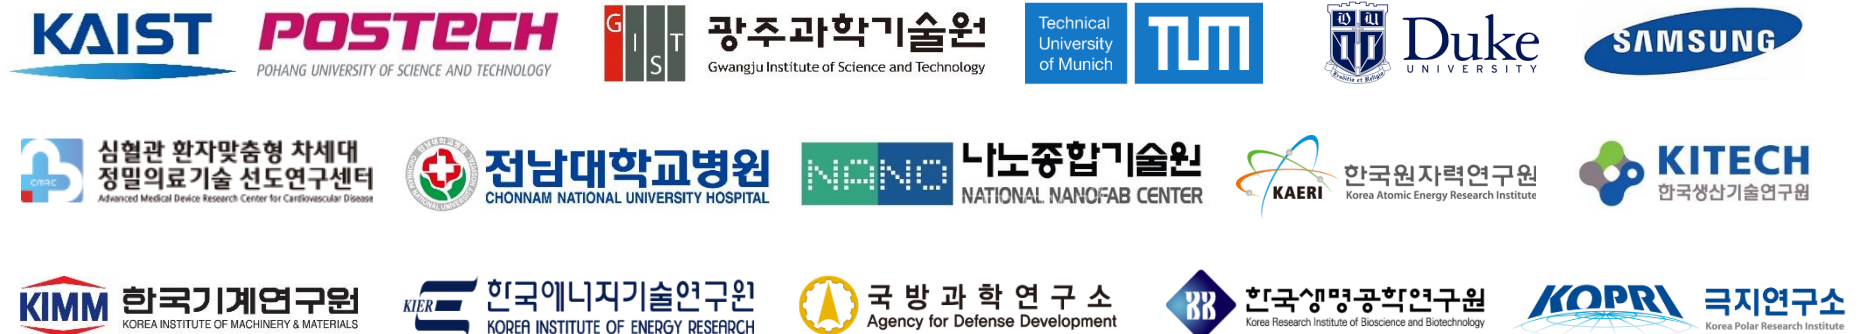 KAIST
POSTECH
POHANG UNIVERSITY OF SCIENCE AND TECHNOLOGY
GIST
광주과학기술원
Gwangju Institute of Science and Technology
Technical
University
of Munich
TUM
Duke
UNIVERSITY
SAMSUNG
CMRC
심혈관 환자맞춤형 차세대
정밀의료기술 선도연구센터
Advanced Medical Device Research Center for Cardiovascular Disease
전남대학교병원
CHONNAM NATIONAL UNIVERSITY HOSPITAL
NANO
나노종합기술원
NATIONAL NANOFAB CENTER
KAERI
한국원자력연구원
Korea Atomic Energy Research Institute
KITECH
한국생산기술연구원
KIMM
한국기계연구원
KOREA INSTITUTE OF MACHINERY & MATERIALS
KIER
한국에너지기술연구원
KOREA INSTITUTE OF ENERGY RESEARCH
국방과학연구소
Agency for Defense Development
한국생명공학연구원
Korea Research Institute of Bioscience and Biotechnology
KOPRI
극지연구소
Korea Polar Research Institute